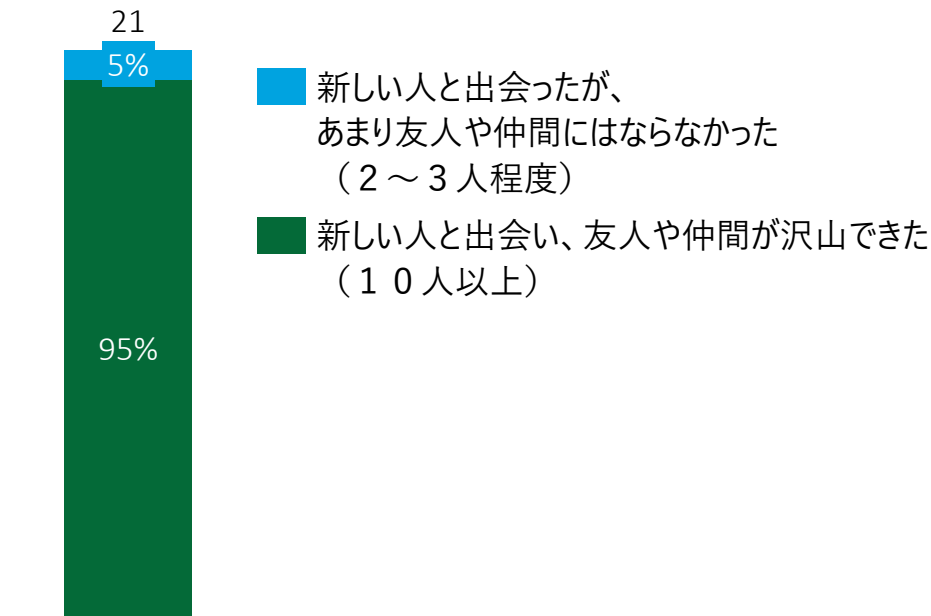 21
5%
新しい人と出会ったが、
あまり友人や仲間にはならなかった
（２～３人程度）
新しい人と出会い、友人や仲間が沢山できた
（１０人以上）
95%